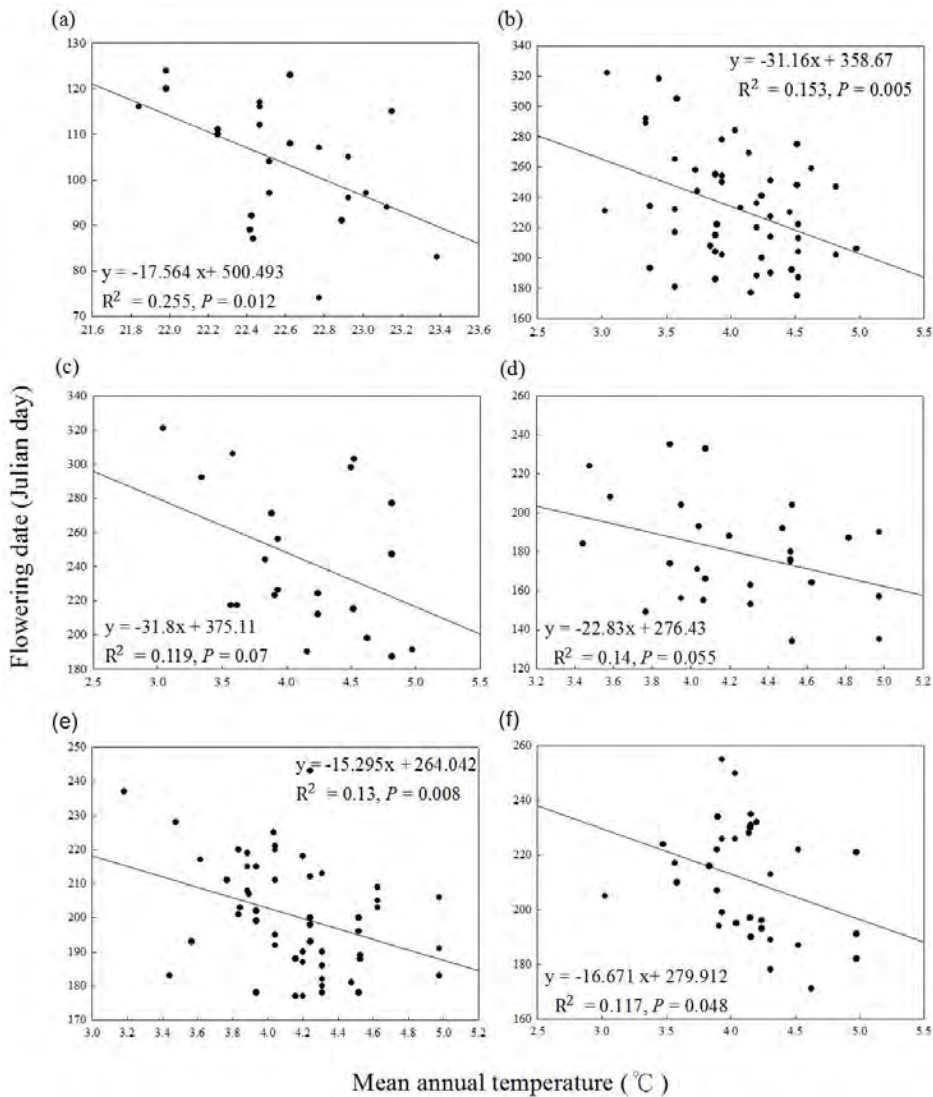 (a)
130
120
110
100
90
80
70
y = -17.564 x+ 500.493
R² = 0.255, P = 0.012
21.6 21.8 22.0 22.2 22.4 22.6 22.8 23.0 23.2 23.4 23.6
(b)
340
320
300
280
260
240
220
200
180
160
y = -31.16x + 358.67
R² = 0.153, P = 0.005
2.5 3.0 3.5 4.0 4.5 5.0 5.5
Flowering date (Julian day)
(c)
340
320
300
280
260
240
220
200
180
y = -31.8x + 375.11
R² = 0.119, P = 0.07
2.5 3.0 3.5 4.0 4.5 5.0 5.5
(d)
260
240
220
200
180
160
140
120
y = -22.83x + 276.43
R² = 0.14, P = 0.055
3.2 3.4 3.6 3.8 4.0 4.2 4.4 4.6 4.8 5.0 5.2
(e)
250
240
230
220
210
200
190
180
170
y = -15.295x + 264.042
R² = 0.13, P = 0.008
3.0 3.2 3.4 3.6 3.8 4.0 4.2 4.4 4.6 4.8 5.0 5.2
(f)
260
240
220
200
180
160
y = -16.671x + 279.912
R² = 0.117, P = 0.048
2.5 3.0 3.5 4.0 4.5 5.0 5.5
Mean annual temperature (℃)